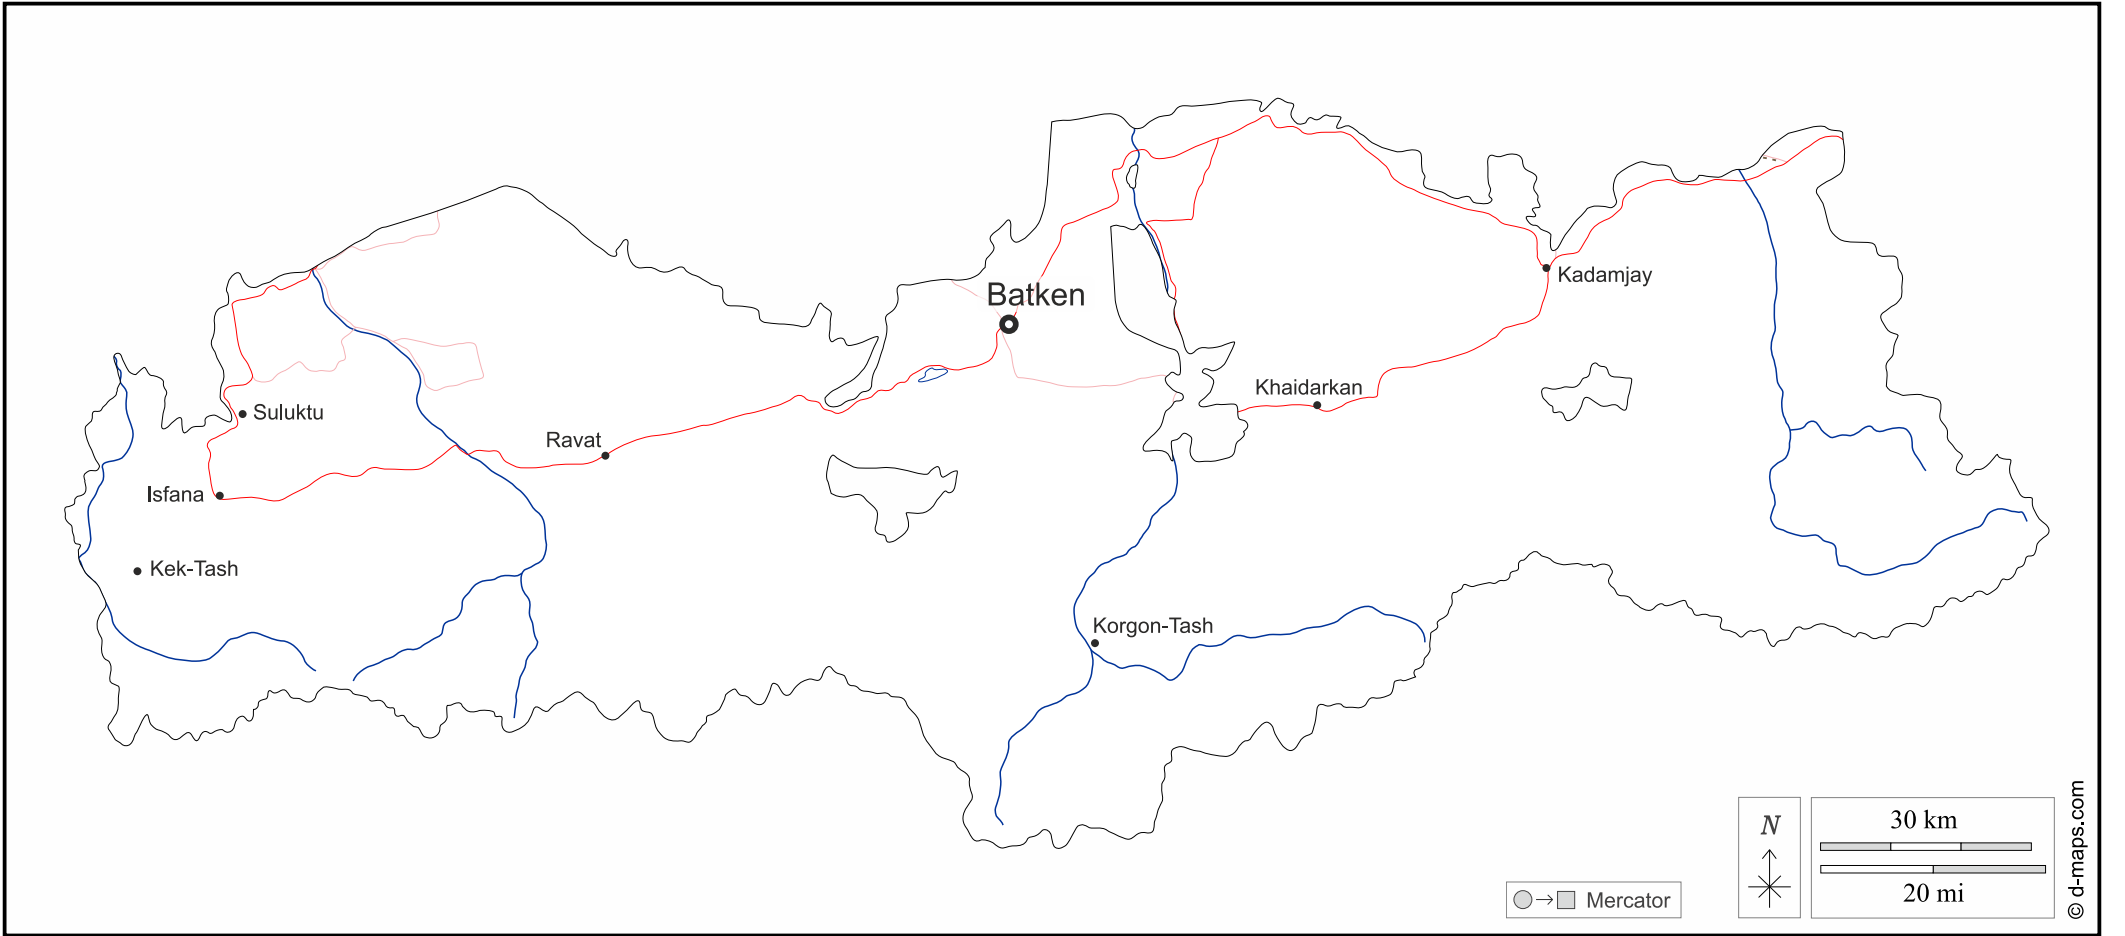 Batken
Kadamjay
Khaidarkan
Suluktu
Ravat
Isfana
Kek-Tash
Korgon-Tash
N
30 km
20 mi
Mercator
© d-maps.com